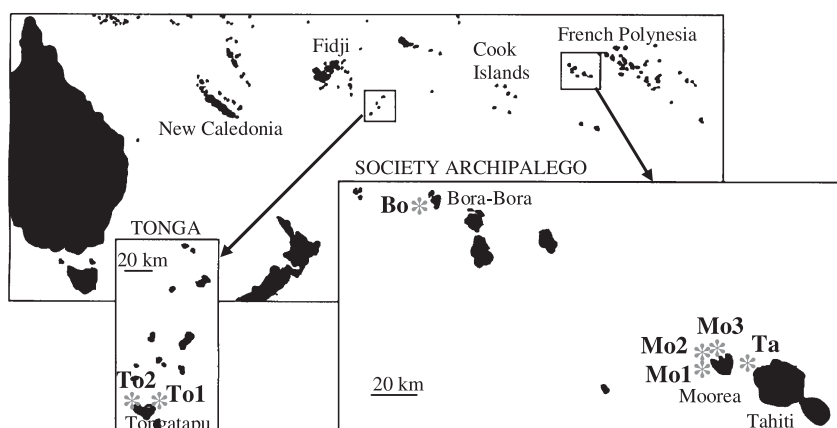 French Polynesia
Fidji
Cook
Islands
New Caledonia
SOCIETY ARCHIPALEGO
Bo
Bora-Bora
TONGA
20 km
Mo3
Mo2
Ta
Mo1
Moorea
20 km
Tahiti
To2
To1
Tongatapu